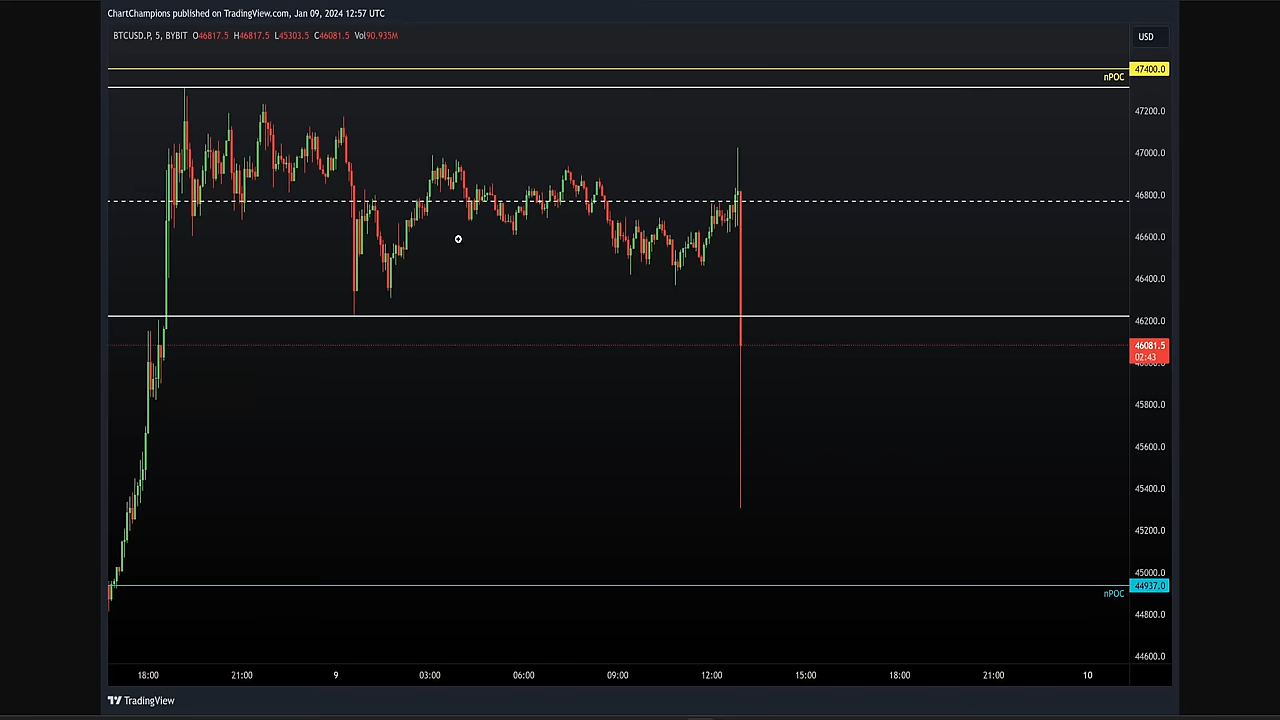 ChartChampions published on TradingView.com, Jan 09, 2024 12:57 UTC
BTCUSD.P, 5, BYBIT O46817.5 H46817.5 L45303.5 C46081.5 Vol90.935M
USD
47400.0
nPOC
47200.0
47000.0
46800.0
46600.0
46400.0
46200.0
46081.5
02:43
46000.0
45800.0
45600.0
45400.0
45200.0
45000.0
44937.0
nPOC
44800.0
44600.0
18:00 21:00 9 03:00 06:00 09:00 12:00 15:00 18:00 21:00 10
TradingView